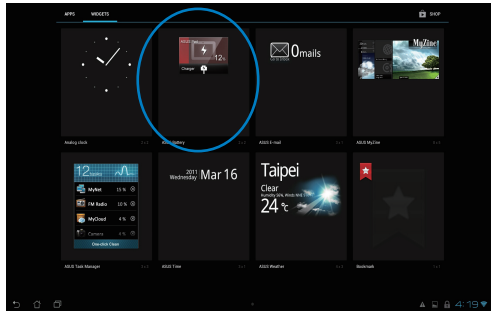 APPS WIDGETS SHOP
12%
Charger
0mails
MyZine!
Analog clock
ASUS Battery
ASUS E-mail
ASUS MyZine
12
MyNet 15 %
FM Radio 10 %
MyCloud 4 %
Camera 4 %
One-click Clean
2011
Wednesday Mar 16
Taipei
Clear
24 °c
ASUS Task Manager
ASUS Time
ASUS Weather
Bookmark
4:19